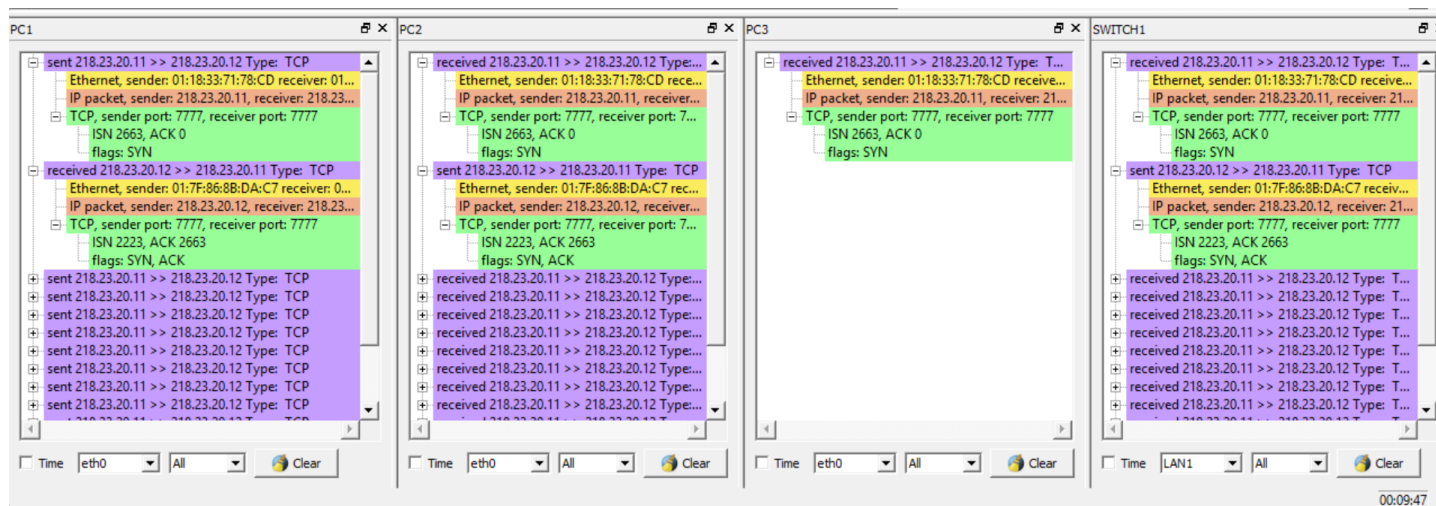 PC1
sent 218.23.20.11 >> 218.23.20.12 Type: TCP
Ethernet, sender: 01:18:33:71:78:CD receiver: 01...
IP packet, sender: 218.23.20.11, receiver: 218.23...
TCP, sender port: 7777, receiver port: 7777
ISN 2663, ACK 0
flags: SYN
received 218.23.20.12 >> 218.23.20.11 Type: TCP
Ethernet, sender: 01:7F:86:8B:DA:C7 receiver: 0...
IP packet, sender: 218.23.20.12, receiver: 218.23...
TCP, sender port: 7777, receiver port: 7777
ISN 2223, ACK 2663
flags: SYN, ACK
sent 218.23.20.11 >> 218.23.20.12 Type: TCP
sent 218.23.20.11 >> 218.23.20.12 Type: TCP
sent 218.23.20.11 >> 218.23.20.12 Type: TCP
sent 218.23.20.11 >> 218.23.20.12 Type: TCP
sent 218.23.20.11 >> 218.23.20.12 Type: TCP
sent 218.23.20.11 >> 218.23.20.12 Type: TCP
sent 218.23.20.11 >> 218.23.20.12 Type: TCP
sent 218.23.20.11 >> 218.23.20.12 Type: TCP
Time eth0 All Clear
PC2
received 218.23.20.11 >> 218.23.20.12 Type:...
Ethernet, sender: 01:18:33:71:78:CD rece...
IP packet, sender: 218.23.20.11, receiver...
TCP, sender port: 7777, receiver port: 7...
ISN 2663, ACK 0
flags: SYN
sent 218.23.20.12 >> 218.23.20.11 Type: TCP
Ethernet, sender: 01:7F:86:8B:DA:C7 rec...
IP packet, sender: 218.23.20.12, receiver...
TCP, sender port: 7777, receiver port: 7...
ISN 2223, ACK 2663
flags: SYN, ACK
received 218.23.20.11 >> 218.23.20.12 Type:...
received 218.23.20.11 >> 218.23.20.12 Type:...
received 218.23.20.11 >> 218.23.20.12 Type:...
received 218.23.20.11 >> 218.23.20.12 Type:...
received 218.23.20.11 >> 218.23.20.12 Type:...
received 218.23.20.11 >> 218.23.20.12 Type:...
received 218.23.20.11 >> 218.23.20.12 Type:...
received 218.23.20.11 >> 218.23.20.12 Type:...
Time eth0 All Clear
PC3
received 218.23.20.11 >> 218.23.20.12 Type: T...
Ethernet, sender: 01:18:33:71:78:CD receive...
IP packet, sender: 218.23.20.11, receiver: 21...
TCP, sender port: 7777, receiver port: 7777
ISN 2663, ACK 0
flags: SYN
Time eth0 All Clear
SWITCH1
received 218.23.20.11 >> 218.23.20.12 Type: T...
Ethernet, sender: 01:18:33:71:78:CD receive...
IP packet, sender: 218.23.20.11, receiver: 21...
TCP, sender port: 7777, receiver port: 7777
ISN 2663, ACK 0
flags: SYN
sent 218.23.20.12 >> 218.23.20.11 Type: TCP
Ethernet, sender: 01:7F:86:8B:DA:C7 receiv...
IP packet, sender: 218.23.20.12, receiver: 21...
TCP, sender port: 7777, receiver port: 7777
ISN 2223, ACK 2663
flags: SYN, ACK
received 218.23.20.11 >> 218.23.20.12 Type: T...
received 218.23.20.11 >> 218.23.20.12 Type: T...
received 218.23.20.11 >> 218.23.20.12 Type: T...
received 218.23.20.11 >> 218.23.20.12 Type: T...
received 218.23.20.11 >> 218.23.20.12 Type: T...
received 218.23.20.11 >> 218.23.20.12 Type: T...
received 218.23.20.11 >> 218.23.20.12 Type: T...
received 218.23.20.11 >> 218.23.20.12 Type: T...
Time LAN1 All Clear
00:09:47